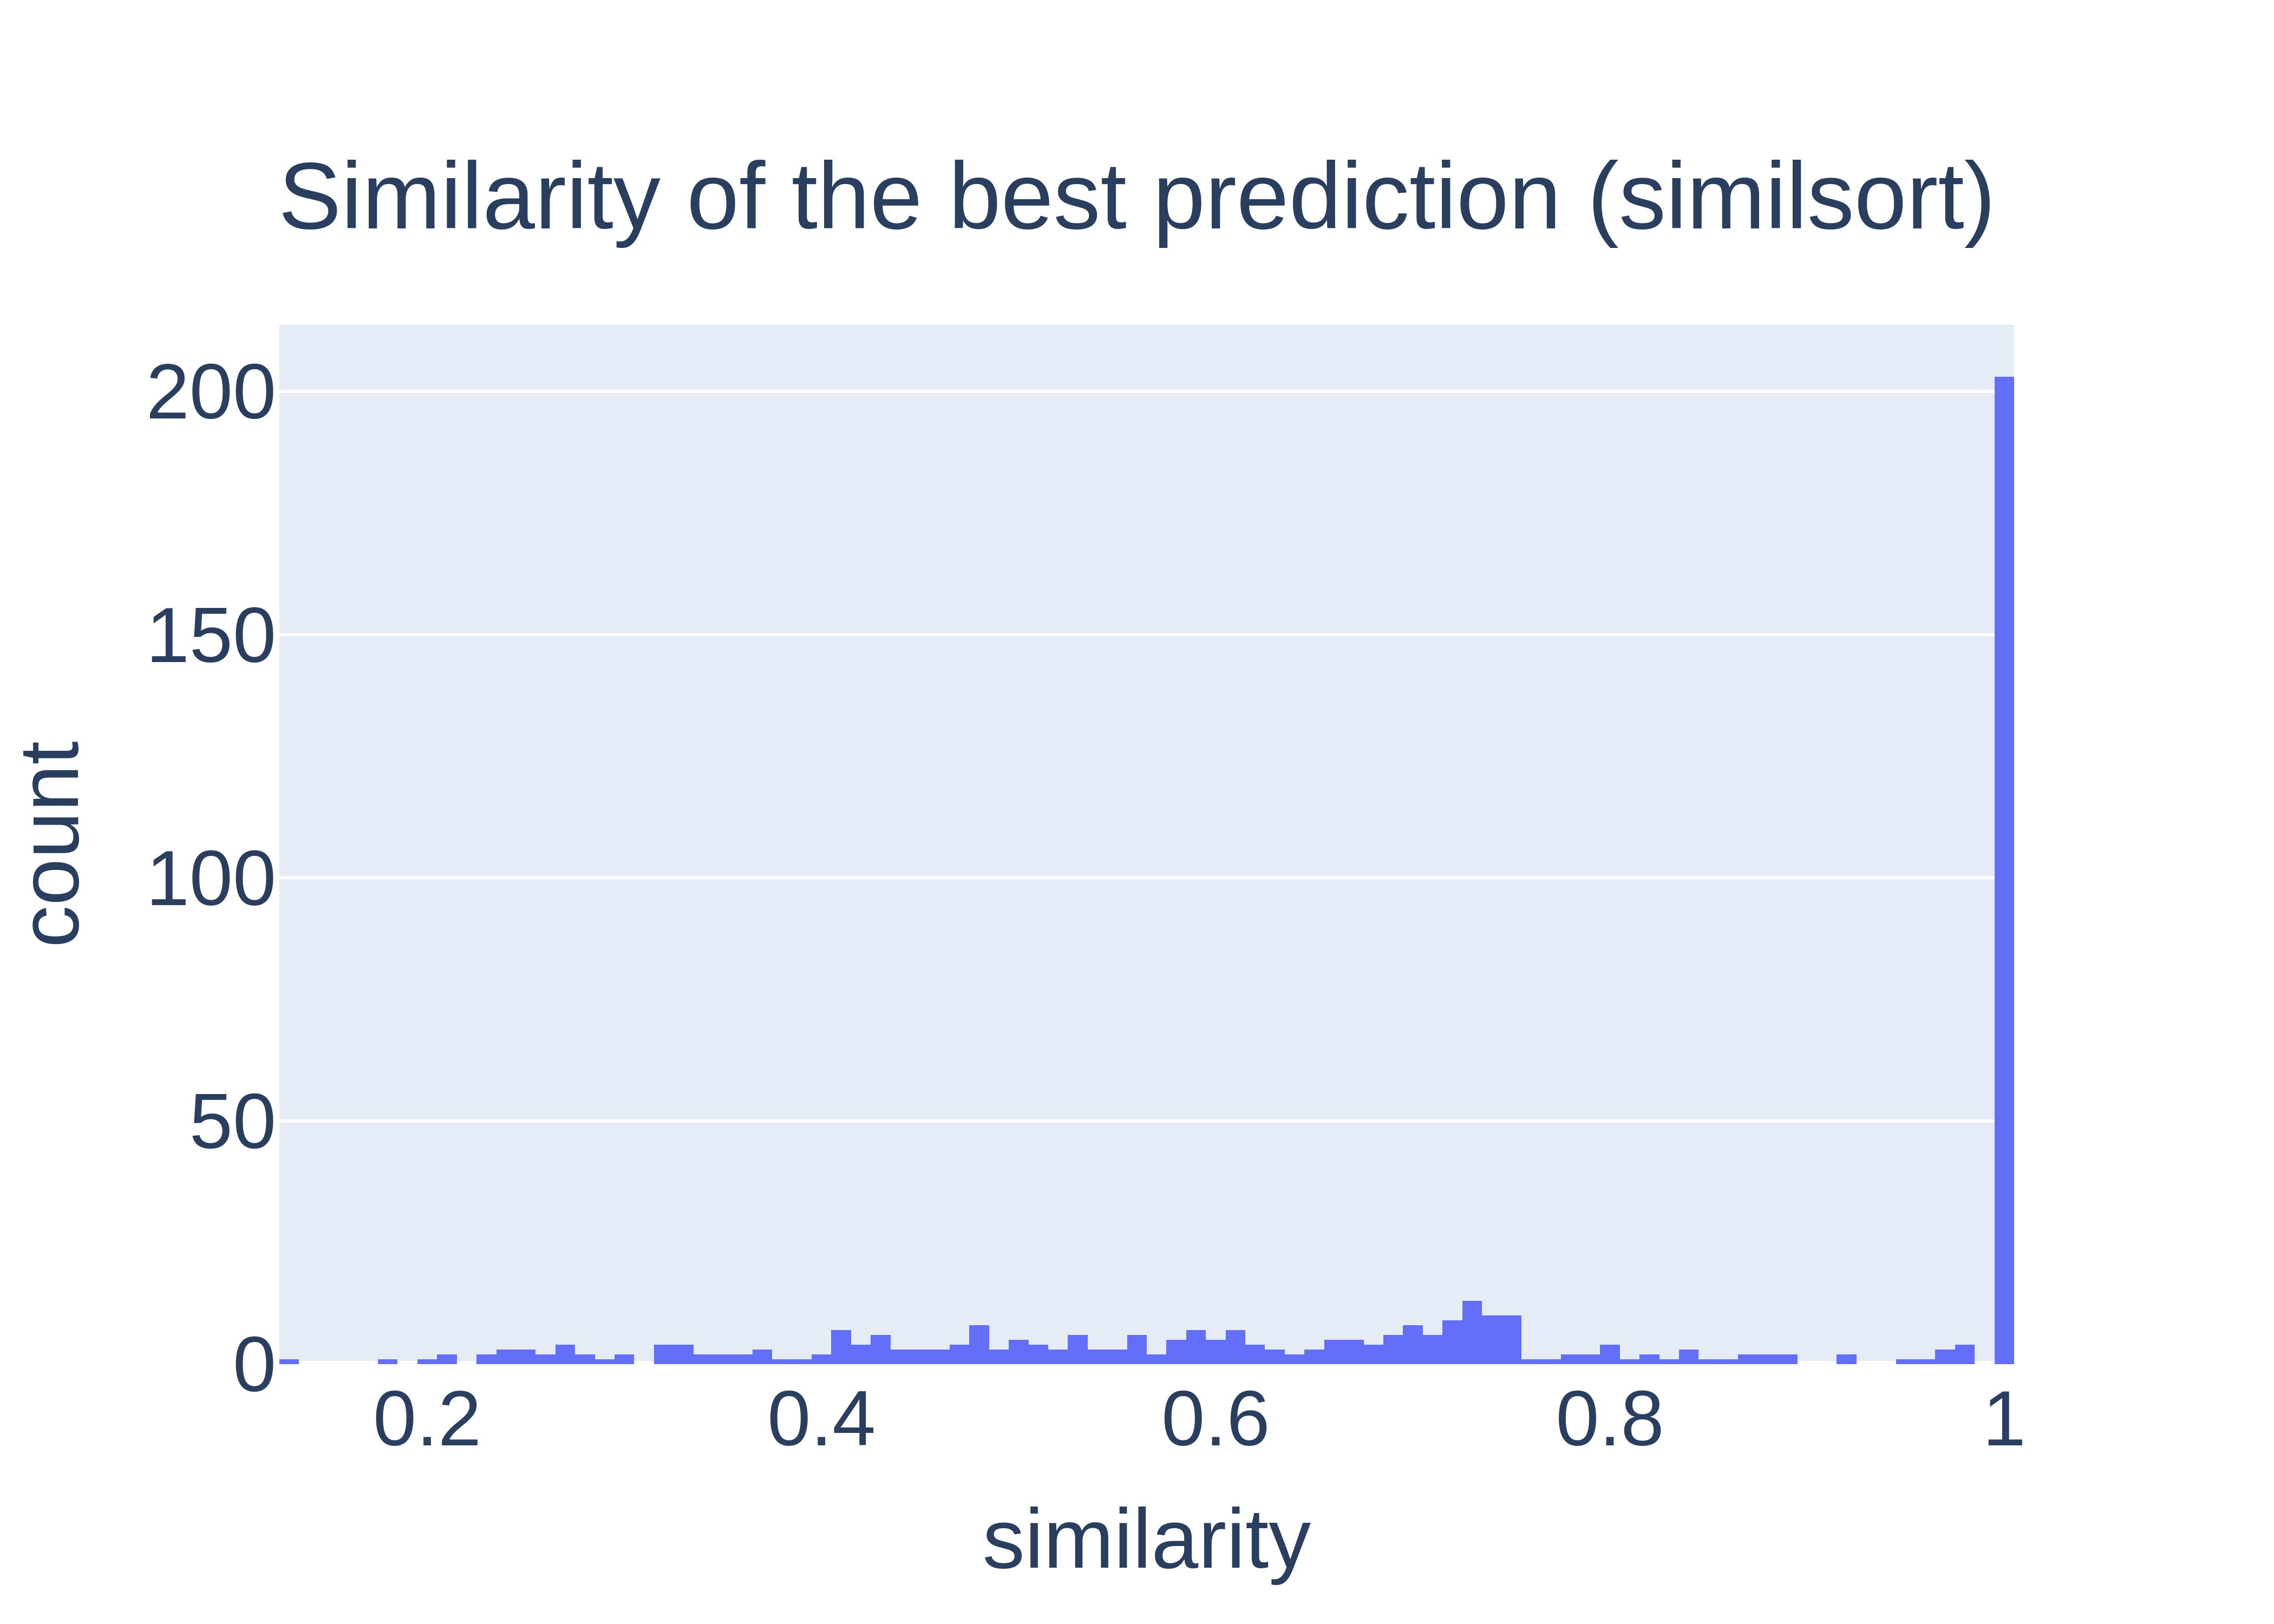 Similarity of the best prediction (similsort)
200
150
100
50
0
count
0.2 0.4 0.6 0.8 1
similarity